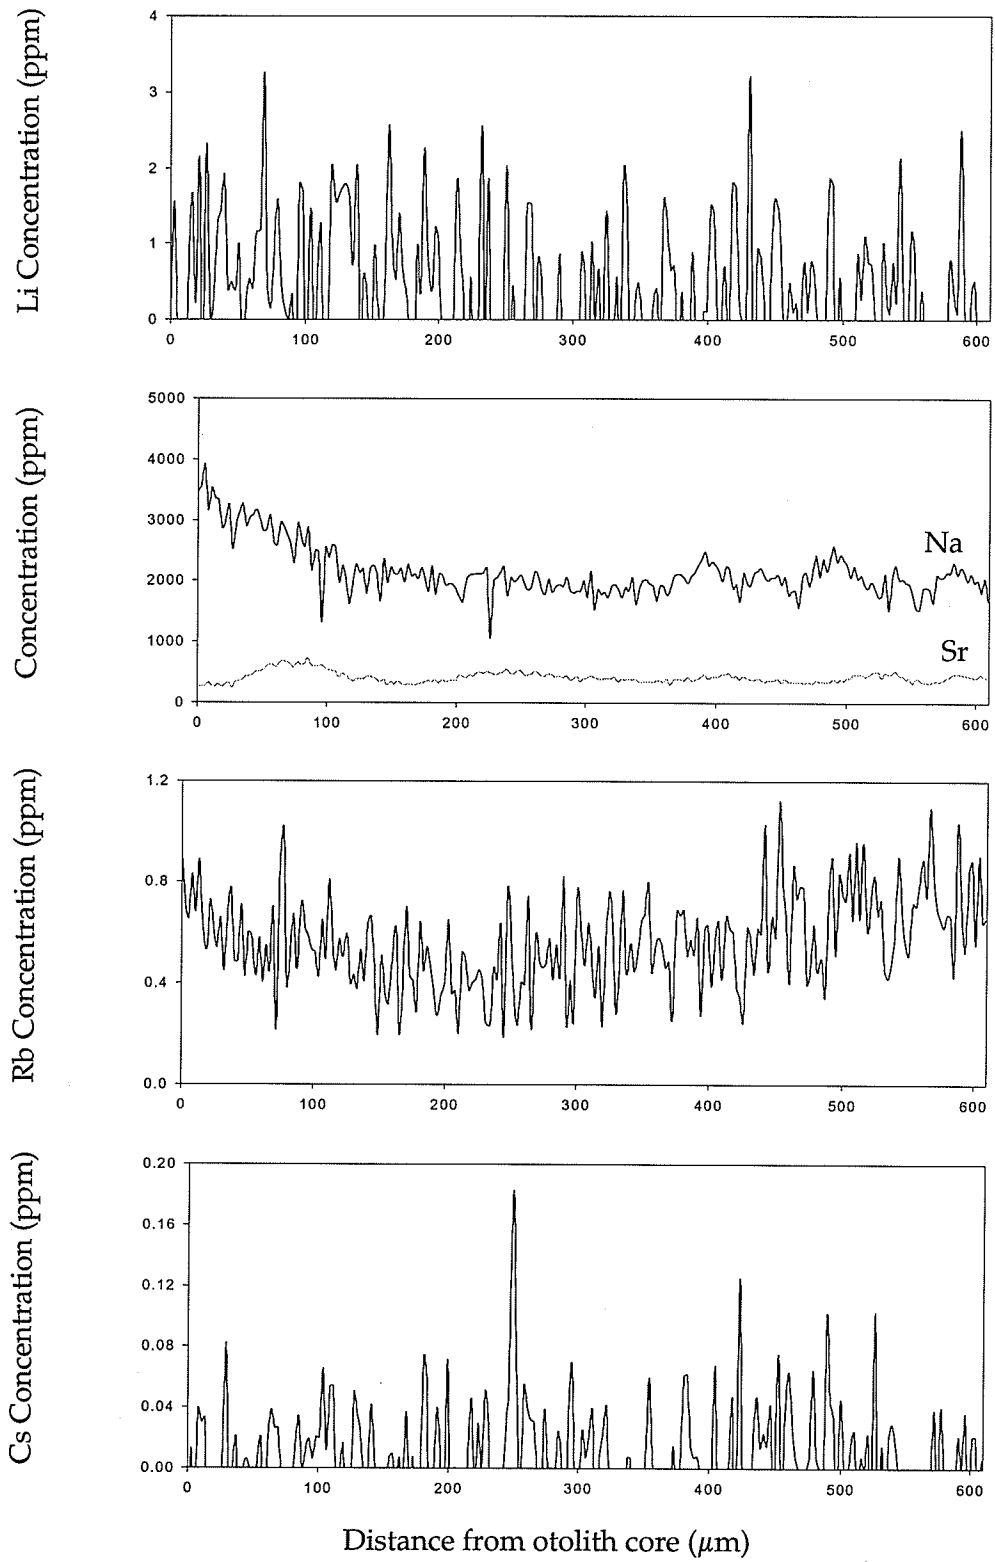 Li Concentration (ppm)
4
3
2
1
0
0 100 200 300 400 500 600
Concentration (ppm)
5000
4000
3000
2000
1000
0
Na
Sr
0 100 200 300 400 500 600
Rb Concentration (ppm)
1.2
0.8
0.4
0.0
0 100 200 300 400 500 600
Cs Concentration (ppm)
0.20
0.16
0.12
0.08
0.04
0.00
0 100 200 300 400 500 600
Distance from otolith core (μm)